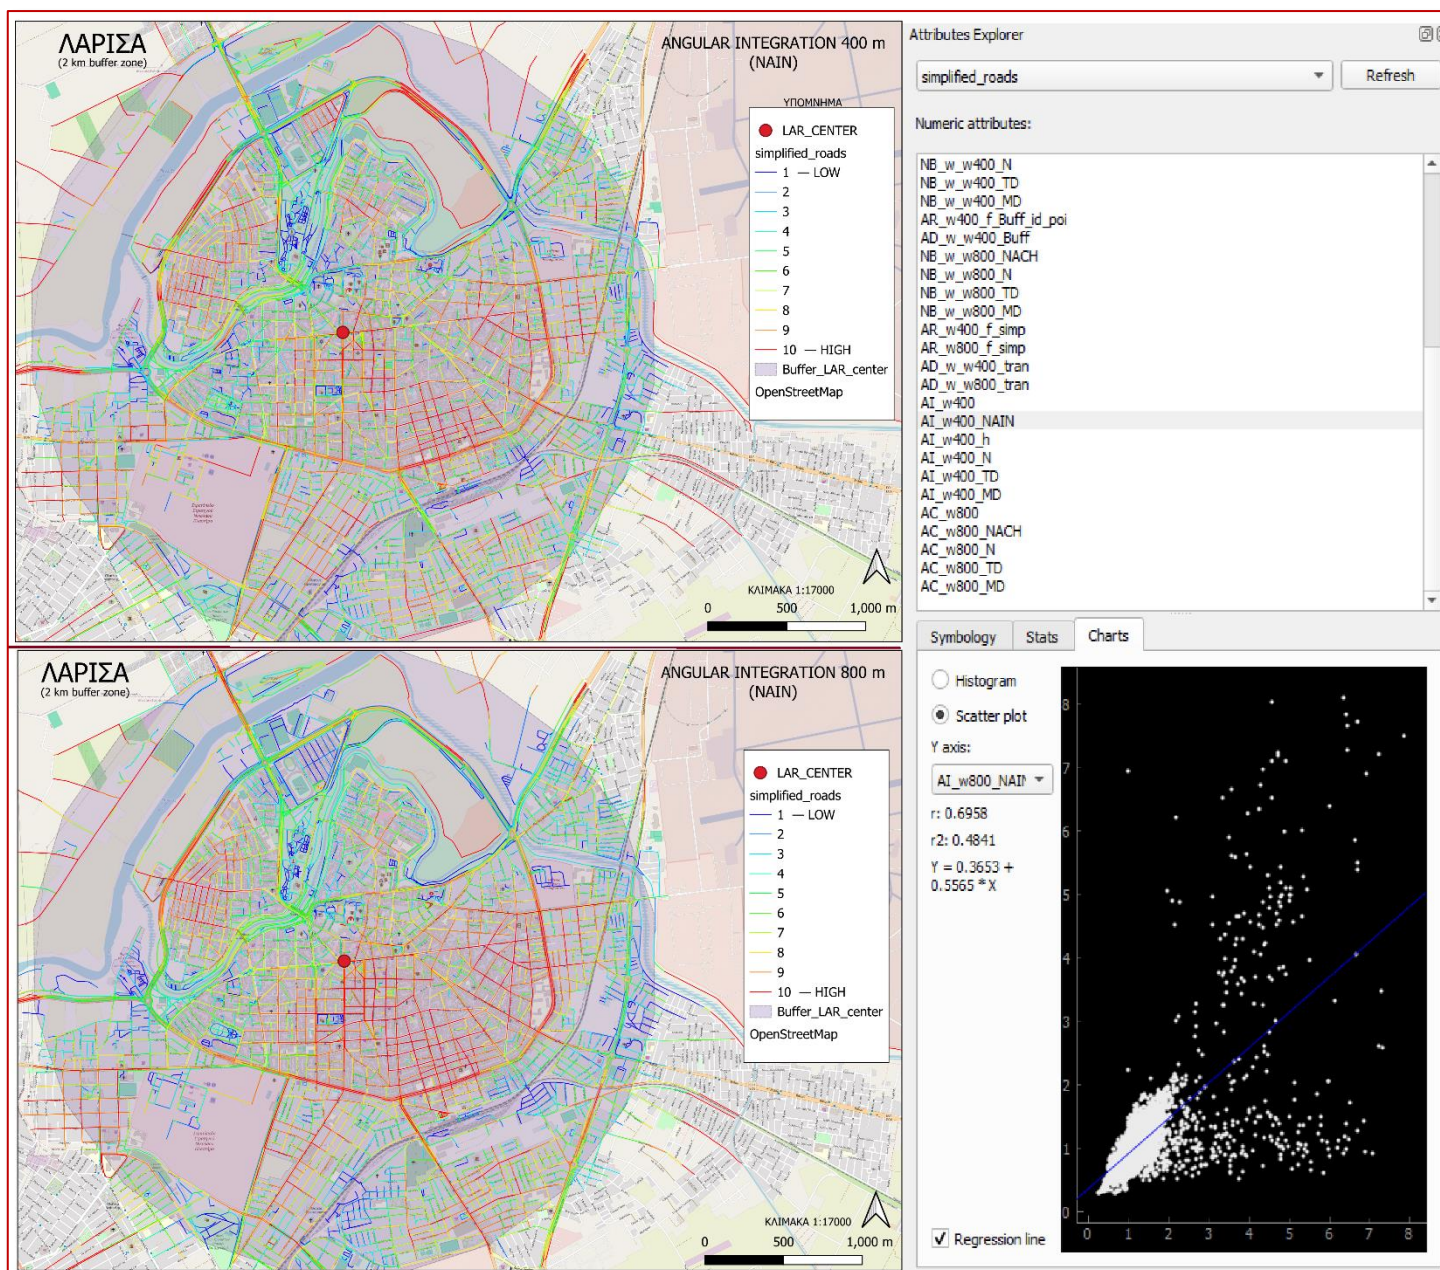 ΛΑΡΙΣΑ
(2 km buffer zone)
ANGULAR INTEGRATION 400 m
(NAIN)
ΥΠΟΜΝΗΜΑ
LAR_CENTER
simplified_roads
1 — LOW
2
3
4
5
6
7
8
9
10 — HIGH
Buffer_LAR_center
OpenStreetMap
ΚΛΙΜΑΚΑ 1:17000
0 500 1,000 m
ΛΑΡΙΣΑ
(2 km buffer zone)
ANGULAR INTEGRATION 800 m
(NAIN)
LAR_CENTER
simplified_roads
1 — LOW
2
3
4
5
6
7
8
9
10 — HIGH
Buffer_LAR_center
OpenStreetMap
ΚΛΙΜΑΚΑ 1:17000
0 500 1,000 m
Attributes Explorer
simplified_roads
Refresh
Numeric attributes:
NB_w_w400_N
NB_w_w400_TD
NB_w_w400_MD
AR_w400_f_Buff_id_poi
AD_w_w400_Buff
NB_w_w800_NACH
NB_w_w800_N
NB_w_w800_TD
NB_w_w800_MD
AR_w400_f_simp
AR_w800_f_simp
AD_w_w400_tran
AD_w_w800_tran
AI_w400
AI_w400_NAIN
AI_w400_h
AI_w400_N
AI_w400_TD
AI_w400_MD
AC_w800
AC_w800_NACH
AC_w800_N
AC_w800_TD
AC_w800_MD
Symbology Stats Charts
Histogram
Scatter plot
Y axis:
AI_w800_NAIN
r: 0.6958
r2: 0.4841
Y = 0.3653 +
0.5565 * X
Regression line
8
7
6
5
4
3
2
1
0
0 1 2 3 4 5 6 7 8